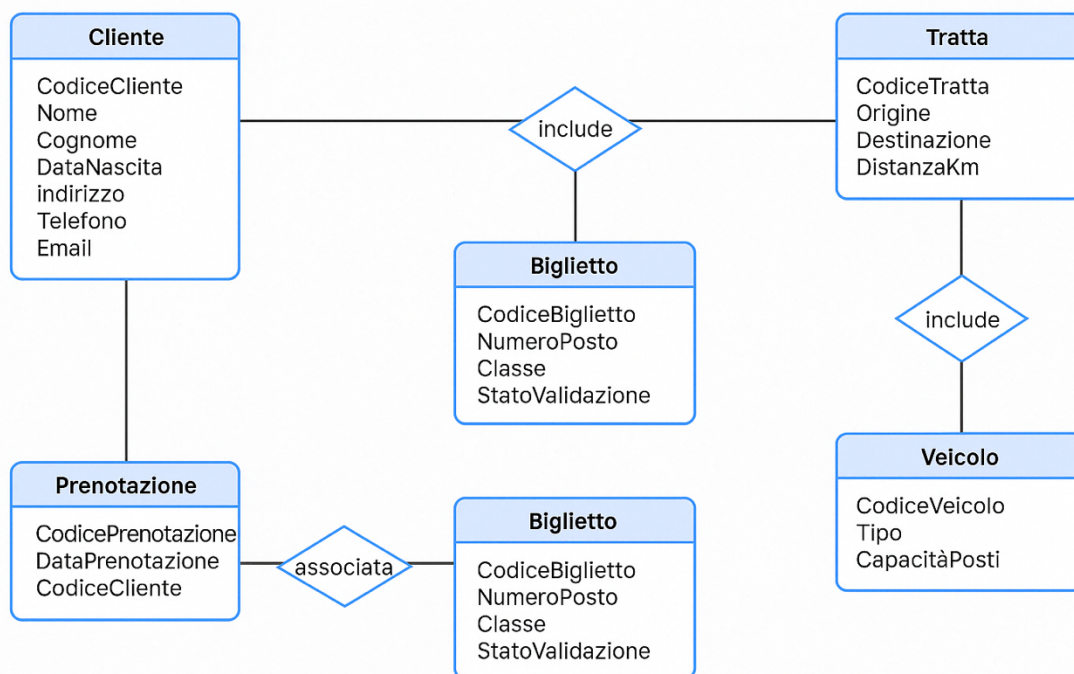 Cliente
CodiceCliente
Nome
Cognome
DataNascita
indirizzo
Telefono
Email
include
Tratta
CodiceTratta
Origine
Destinazione
DistanzaKm
Biglietto
CodiceBiglietto
NumeroPosto
Classe
StatoValidazione
include
Veicolo
CodiceVeicolo
Tipo
CapacitàPosti
Prenotazione
CodicePrenotazione
DataPrenotazione
CodiceCliente
associata
Biglietto
CodiceBiglietto
NumeroPosto
Classe
StatoValidazione